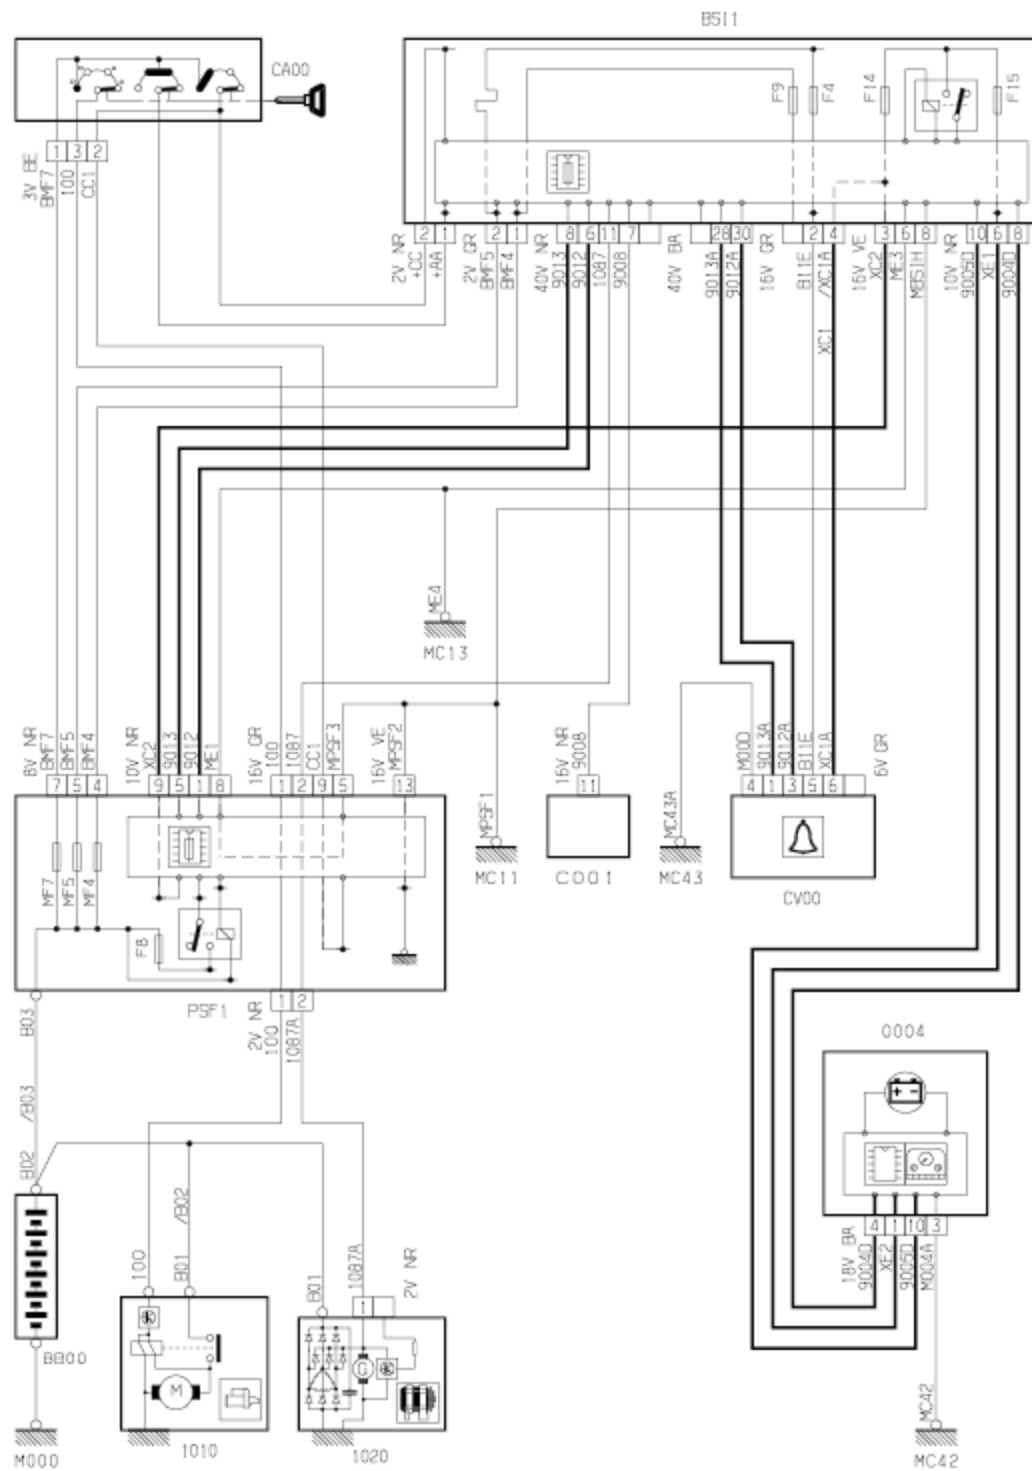 BSI1
CA00
F9
F4
F14
F15
1 3 2
3V BE
BMF7
100
CC1
2 1
2 1
8 6 11 7
28 30
2 4
3 6 8
10 6 8
2V NR
+CC
+AA
2V GR
BMF5
BMF4
40V NR
9013
9012
1087
9008
40V BA
9013A
9012A
16V GR
B11E
/XC1A
XC1
16V VE
XC2
ME3
MBSIH
10V NR
9005D
XE1
9004D
ME4
MC13
8V NR
BMF7
BMF5
BMF4
10V NR
XC2
9013
9012
ME1
16V GR
100
1087
CC1
MPSF3
16V VE
MPSF2
16V NR
9008
M00D
9013A
9012A
B11E
XC1A
6V GR
7 5 4
9 5 1 8
1 2 9 5
13
11
4 1 3 5 6
MPSF1
MC11
C001
MC43A
MC43
CV00
MF7
MF5
MF4
F8
PSF1
1 2
2V NR
100
1087A
B03
/B03
B02
/B02
0004
+ -
4 1 10 3
18V BA
9004D
XE2
9005D
M004A
100
B01
B01
1087A
2V NR
1
BB00
M
G
M000
1010
1020
MC42
MC42